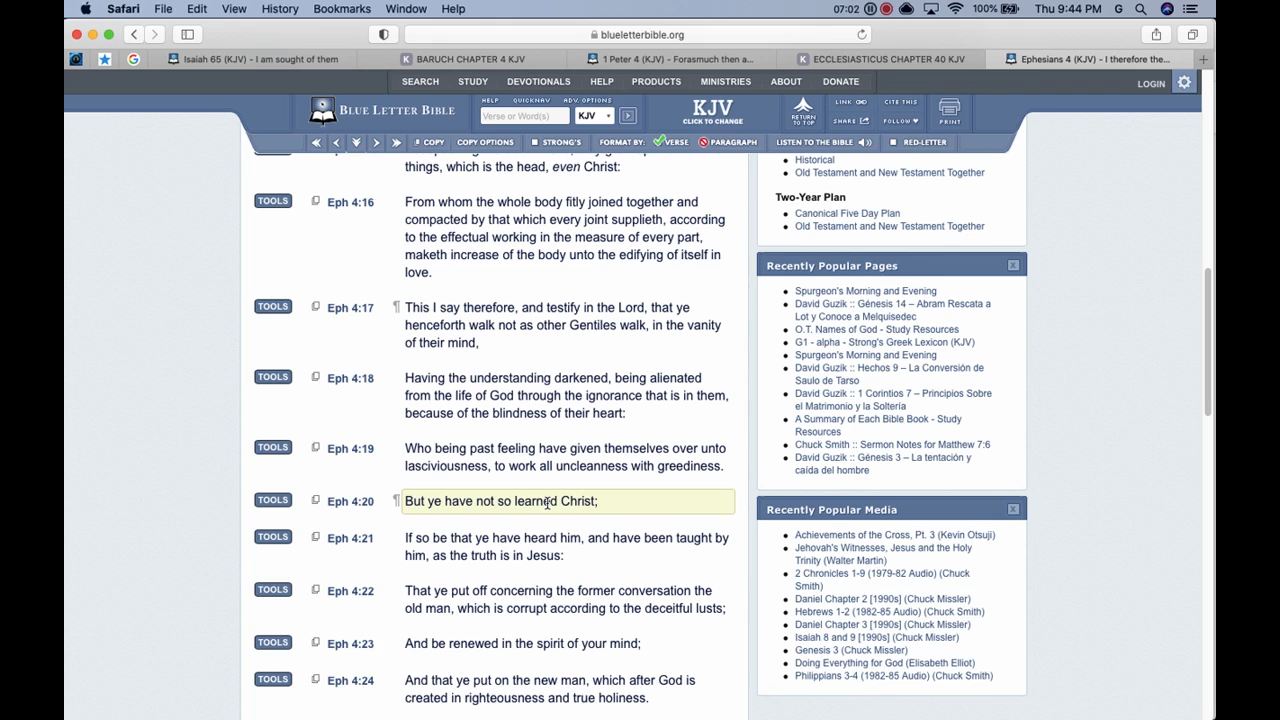 Safari File Edit View History Bookmarks Window Help 07:02 100% Thu 9:44 PM G
blueletterbible.org
Isaiah 65 (KJV) - I am sought of them
BARUCH CHAPTER 4 KJV
1 Peter 4 (KJV) - Forasmuch then a...
ECCLESIASTICUS CHAPTER 40 KJV
Ephesians 4 (KJV) - I therefore the...
SEARCH STUDY DEVOTIONALS HELP PRODUCTS MINISTRIES ABOUT DONATE LOGIN
BLUE LETTER BIBLE
HELP QUICKNAV ADV. OPTIONS
Verse or Word(s) KJV
KJV
CLICK TO CHANGE
RETURN
TO TOP
LINK CITE THIS
SHARE FOLLOW
PRINT
COPY COPY OPTIONS STRONG'S FORMAT BY: VERSE PARAGRAPH LISTEN TO THE BIBLE RED-LETTER
things, which is the head, even Christ:
TOOLS Eph 4:16 From whom the whole body fitly joined together and
compacted by that which every joint supplieth, according
to the effectual working in the measure of every part,
maketh increase of the body unto the edifying of itself in
love.
TOOLS Eph 4:17 ¶ This I say therefore, and testify in the Lord, that ye
henceforth walk not as other Gentiles walk, in the vanity
of their mind,
TOOLS Eph 4:18 Having the understanding darkened, being alienated
from the life of God through the ignorance that is in them,
because of the blindness of their heart:
TOOLS Eph 4:19 Who being past feeling have given themselves over unto
lasciviousness, to work all uncleanness with greediness.
TOOLS Eph 4:20 ¶ But ye have not so learned Christ;
TOOLS Eph 4:21 If so be that ye have heard him, and have been taught by
him, as the truth is in Jesus:
TOOLS Eph 4:22 That ye put off concerning the former conversation the
old man, which is corrupt according to the deceitful lusts;
TOOLS Eph 4:23 And be renewed in the spirit of your mind;
TOOLS Eph 4:24 And that ye put on the new man, which after God is
created in righteousness and true holiness.
Historical
Old Testament and New Testament Together
Two-Year Plan
Canonical Five Day Plan
Old Testament and New Testament Together
Recently Popular Pages
Spurgeon's Morning and Evening
David Guzik :: Génesis 14 – Abram Rescata a
Lot y Conoce a Melquisedec
O.T. Names of God - Study Resources
G1 - alpha - Strong's Greek Lexicon (KJV)
Spurgeon's Morning and Evening
David Guzik :: Hechos 9 – La Conversión de
Saulo de Tarso
David Guzik :: 1 Corintios 7 – Principios Sobre
el Matrimonio y la Soltería
A Summary of Each Bible Book - Study
Resources
Chuck Smith :: Sermon Notes for Matthew 7:6
David Guzik :: Génesis 3 – La tentación y
caída del hombre
Recently Popular Media
Achievements of the Cross, Pt. 3 (Kevin Otsuji)
Jehovah's Witnesses, Jesus and the Holy
Trinity (Walter Martin)
2 Chronicles 1-9 (1979-82 Audio) (Chuck
Smith)
Daniel Chapter 2 [1990s] (Chuck Missler)
Hebrews 1-2 (1982-85 Audio) (Chuck Smith)
Daniel Chapter 3 [1990s] (Chuck Missler)
Isaiah 8 and 9 [1990s] (Chuck Missler)
Genesis 3 (Chuck Missler)
Doing Everything for God (Elisabeth Elliot)
Philippians 3-4 (1982-85 Audio) (Chuck Smith)